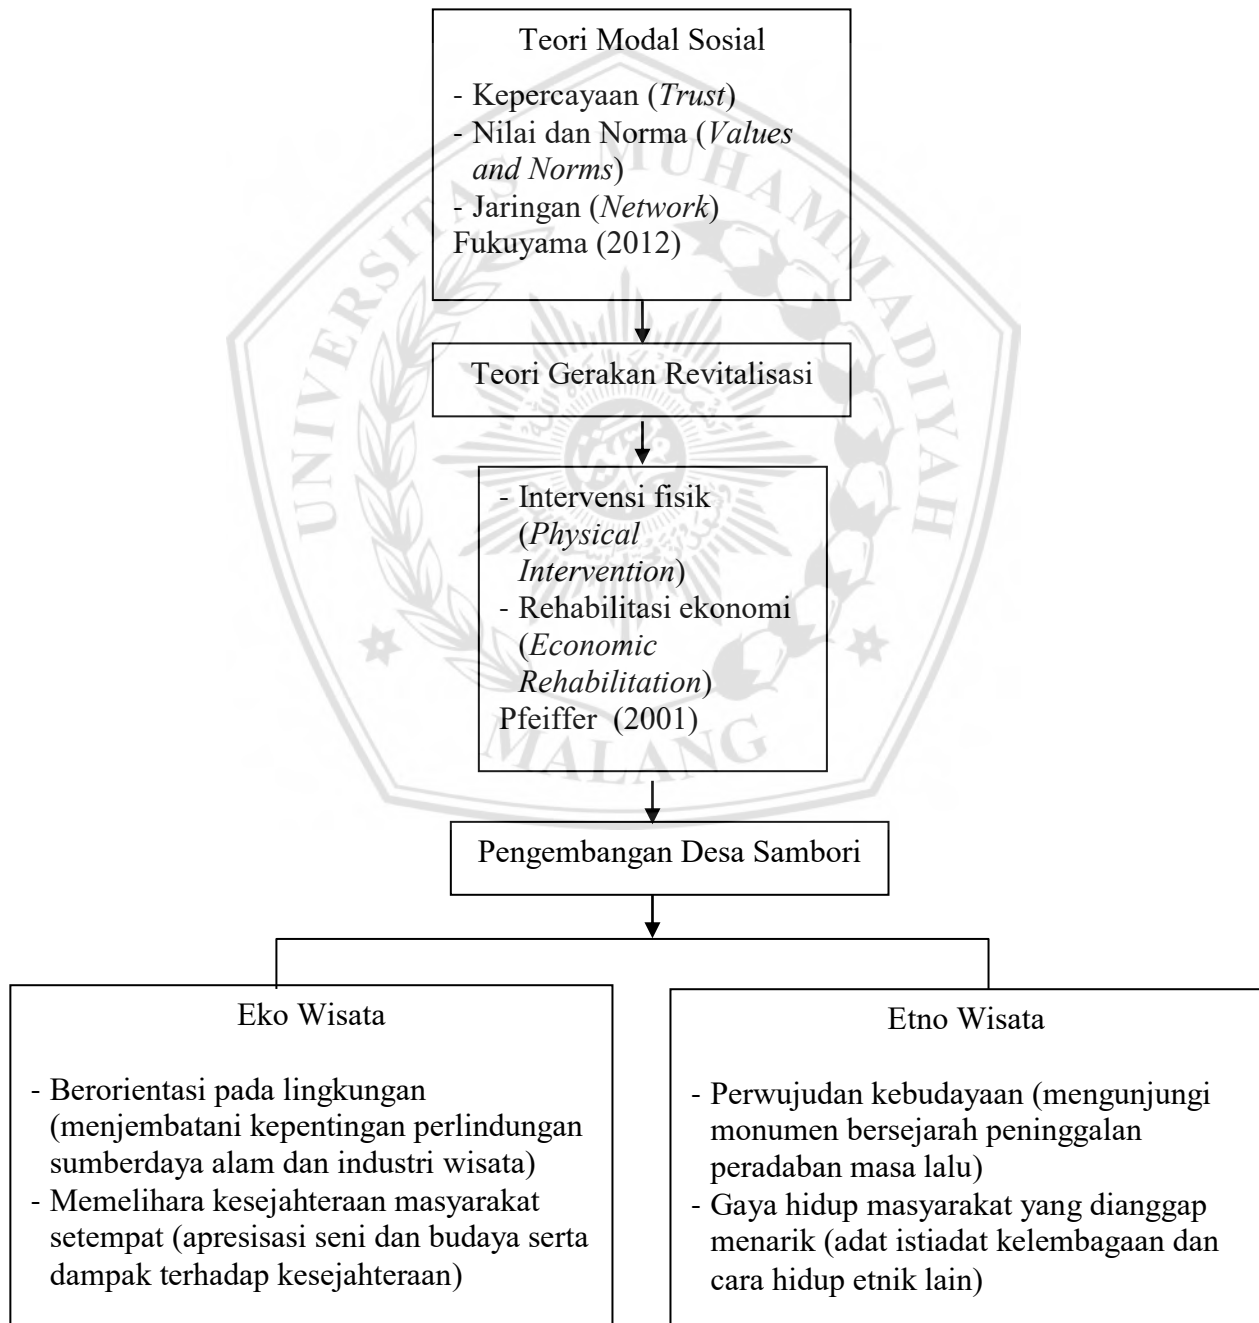 Teori Modal Sosial
- Kepercayaan (Trust)
- Nilai dan Norma (Values
and Norms)
- Jaringan (Network)
Fukuyama (2012)
Teori Gerakan Revitalisasi
- Intervensi fisik
(Physical
Intervention)
- Rehabilitasi ekonomi
(Economic
Rehabilitation)
Pfeiffer (2001)
Pengembangan Desa Sambori
Eko Wisata
- Berorientasi pada lingkungan
(menjembatani kepentingan perlindungan
sumberdaya alam dan industri wisata)
- Memelihara kesejahteraan masyarakat
setempat (apresisasi seni dan budaya serta
dampak terhadap kesejahteraan)
Etno Wisata
- Perwujudan kebudayaan (mengunjungi
monumen bersejarah peninggalan
peradaban masa lalu)
- Gaya hidup masyarakat yang dianggap
menarik (adat istiadat kelembagaan dan
cara hidup etnik lain)
UNIVERSITAS MUHAMMADIYAH
MALANG